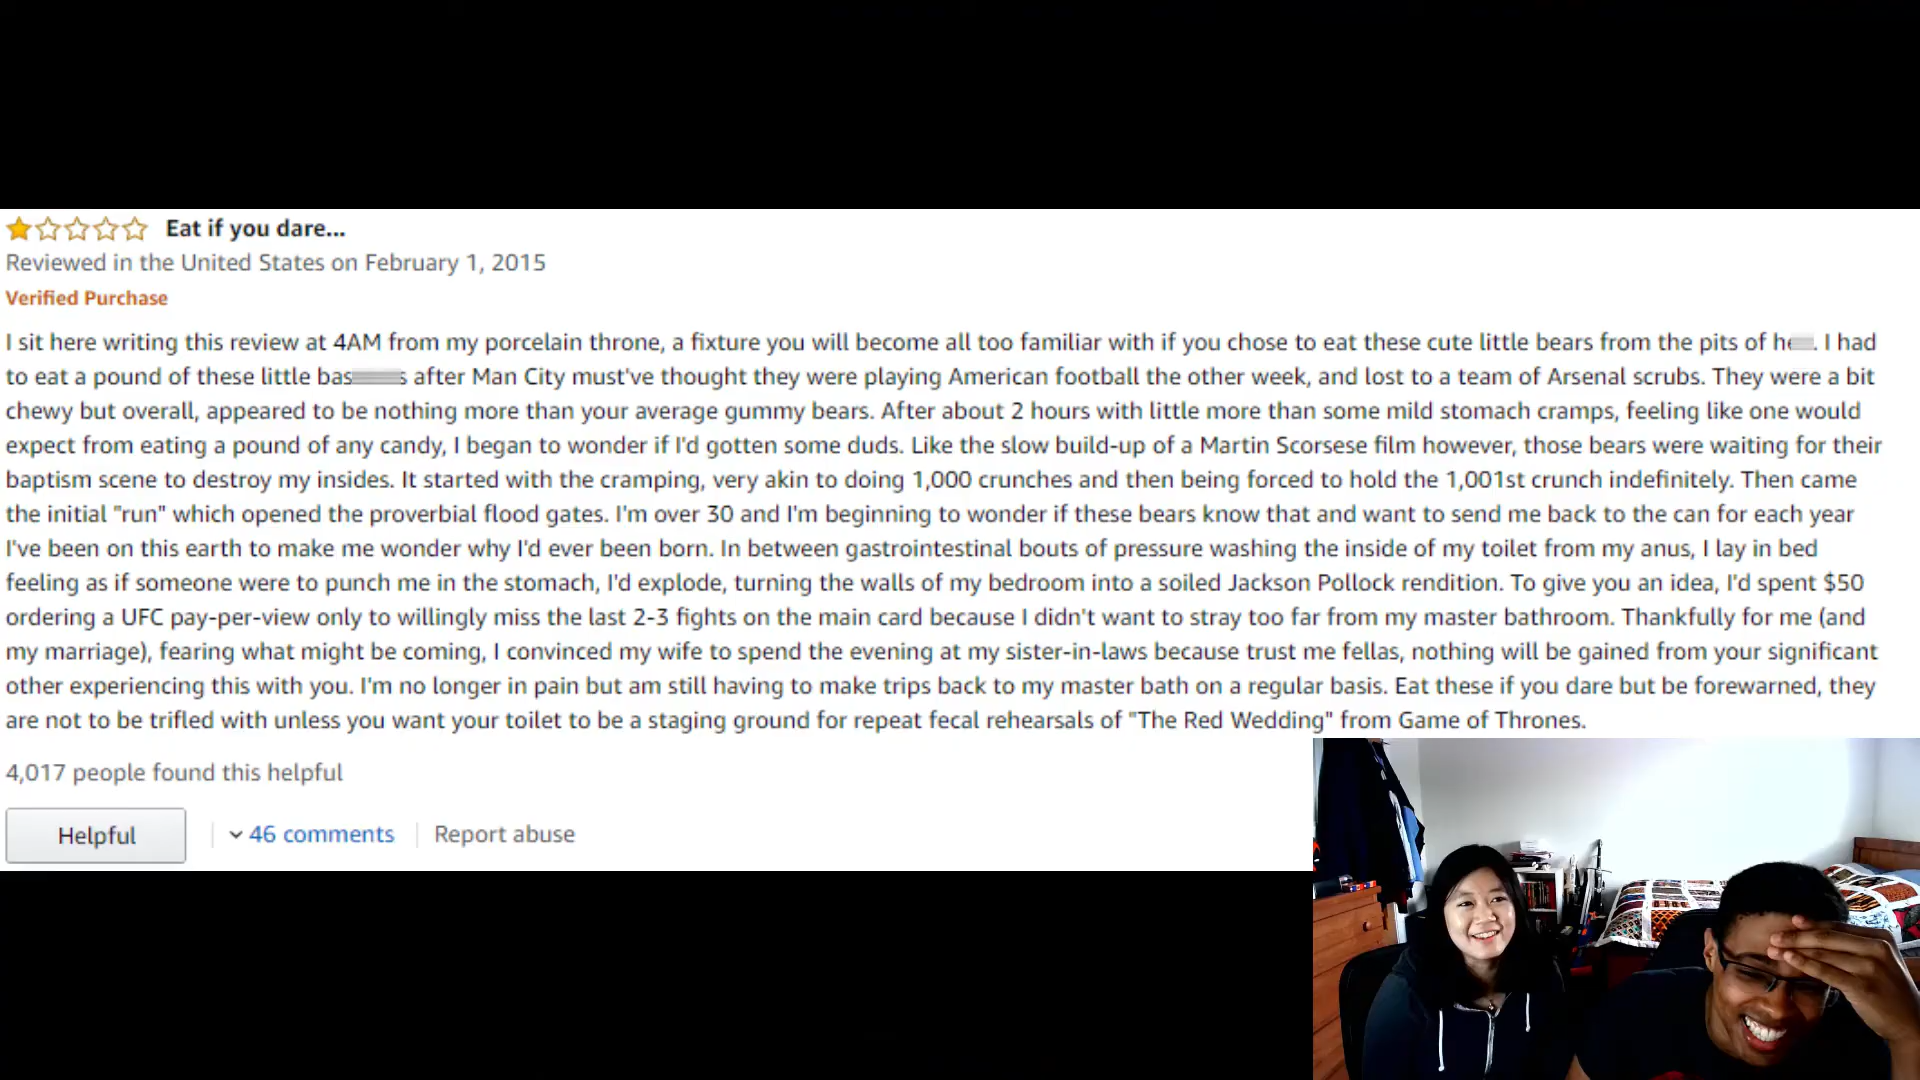 Eat if you dare...
Reviewed in the United States on February 1, 2015
Verified Purchase
I sit here writing this review at 4AM from my porcelain throne, a fixture you will become all too familiar with if you chose to eat these cute little bears from the pits of he. I had
to eat a pound of these little bas s after Man City must've thought they were playing American football the other week, and lost to a team of Arsenal scrubs. They were a bit
chewy but overall, appeared to be nothing more than your average gummy bears. After about 2 hours with little more than some mild stomach cramps, feeling like one would
expect from eating a pound of any candy, I began to wonder if I'd gotten some duds. Like the slow build-up of a Martin Scorsese film however, those bears were waiting for their
baptism scene to destroy my insides. It started with the cramping, very akin to doing 1,000 crunches and then being forced to hold the 1,001st crunch indefinitely. Then came
the initial "run" which opened the proverbial flood gates. I'm over 30 and I'm beginning to wonder if these bears know that and want to send me back to the can for each year
I've been on this earth to make me wonder why I'd ever been born. In between gastrointestinal bouts of pressure washing the inside of my toilet from my anus, I lay in bed
feeling as if someone were to punch me in the stomach, I'd explode, turning the walls of my bedroom into a soiled Jackson Pollock rendition. To give you an idea, I'd spent $50
ordering a UFC pay-per-view only to willingly miss the last 2-3 fights on the main card because I didn't want to stray too far from my master bathroom. Thankfully for me (and
my marriage), fearing what might be coming, I convinced my wife to spend the evening at my sister-in-laws because trust me fellas, nothing will be gained from your significant
other experiencing this with you. I'm no longer in pain but am still having to make trips back to my master bath on a regular basis. Eat these if you dare but be forewarned, they
are not to be trifled with unless you want your toilet to be a staging ground for repeat fecal rehearsals of "The Red Wedding" from Game of Thrones.
4,017 people found this helpful
Helpful
46 comments
Report abuse